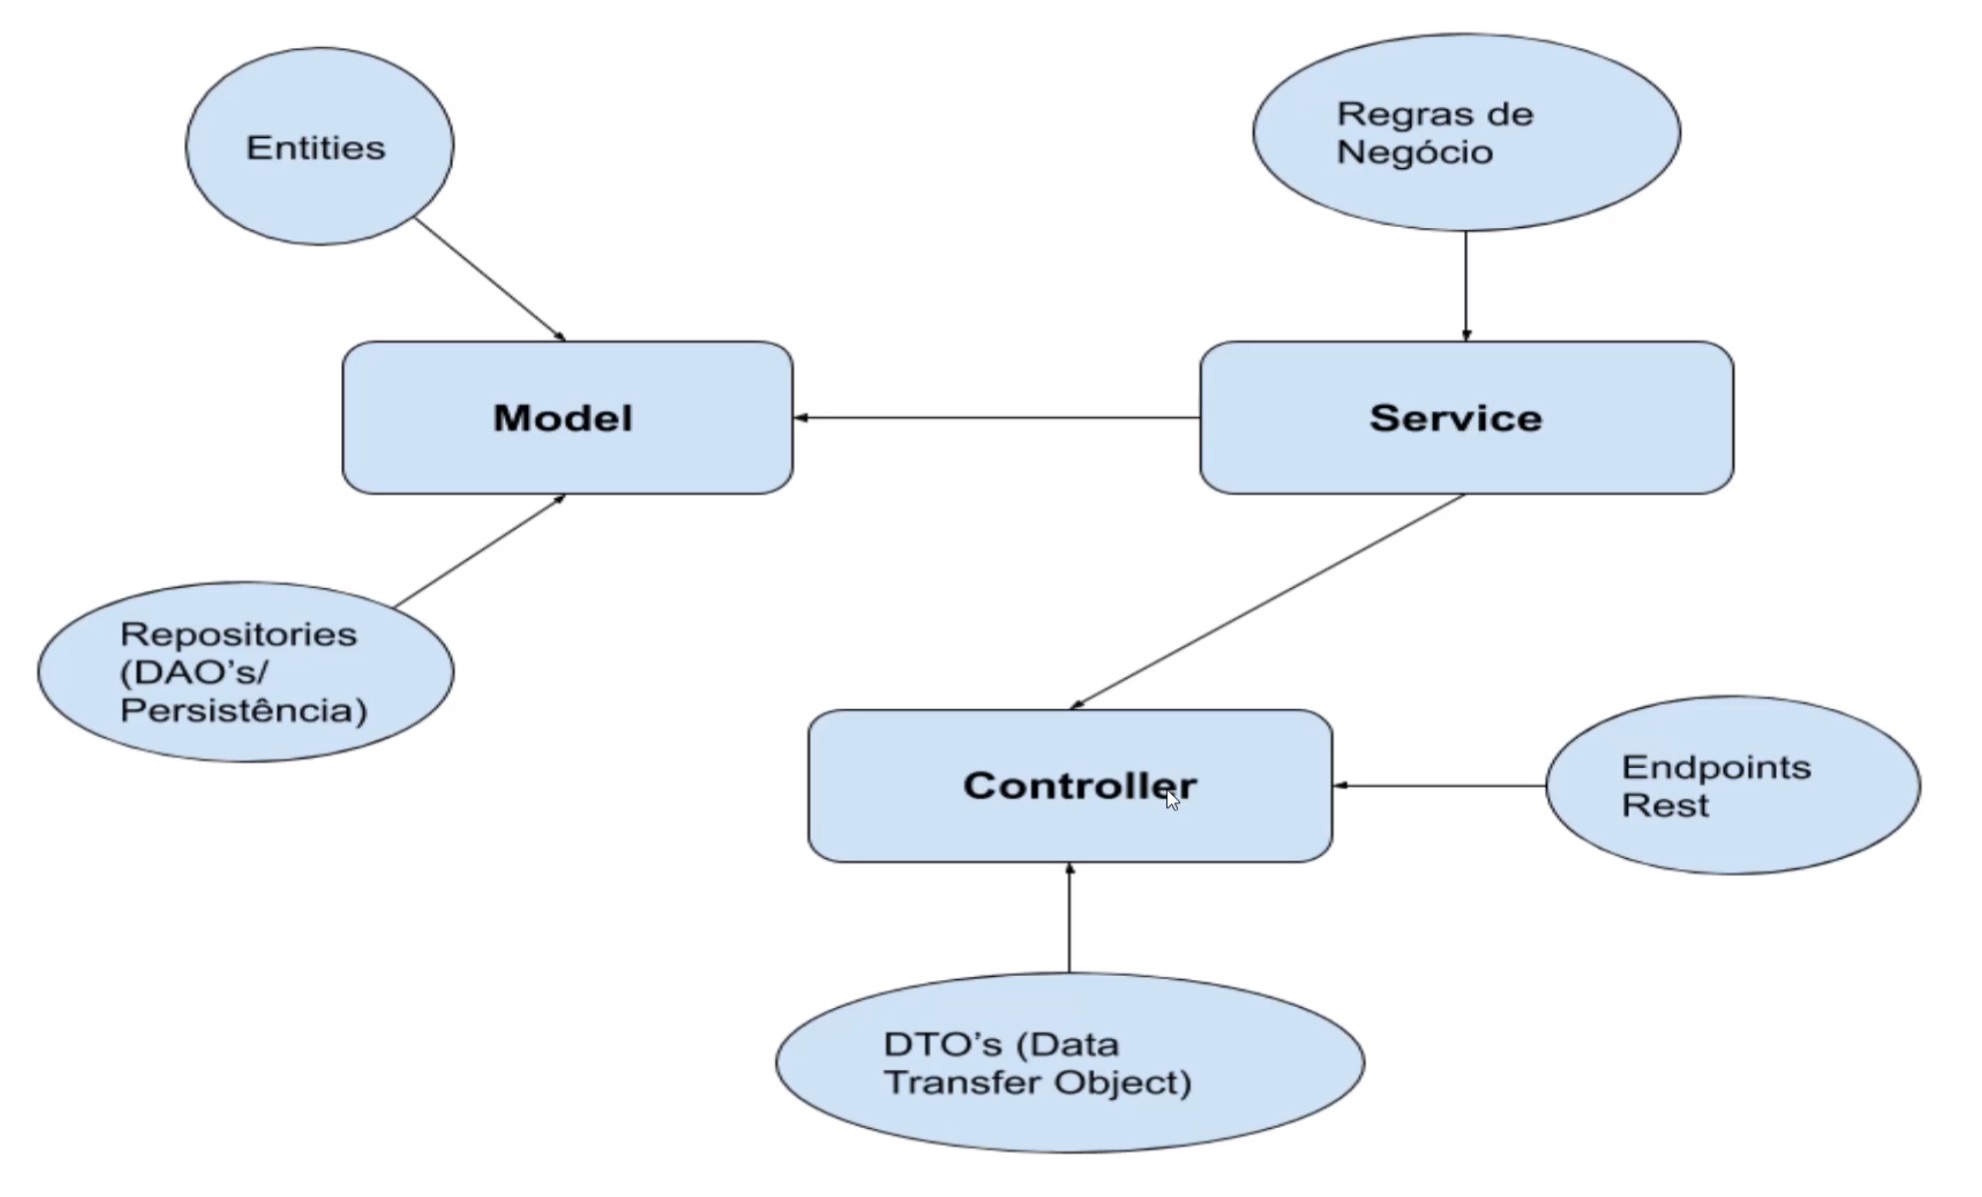 Entities
Regras de
Negócio
Model
Service
Repositories
(DAO’s/
Persistência)
Controller
Endpoints
Rest
DTO’s (Data
Transfer Object)